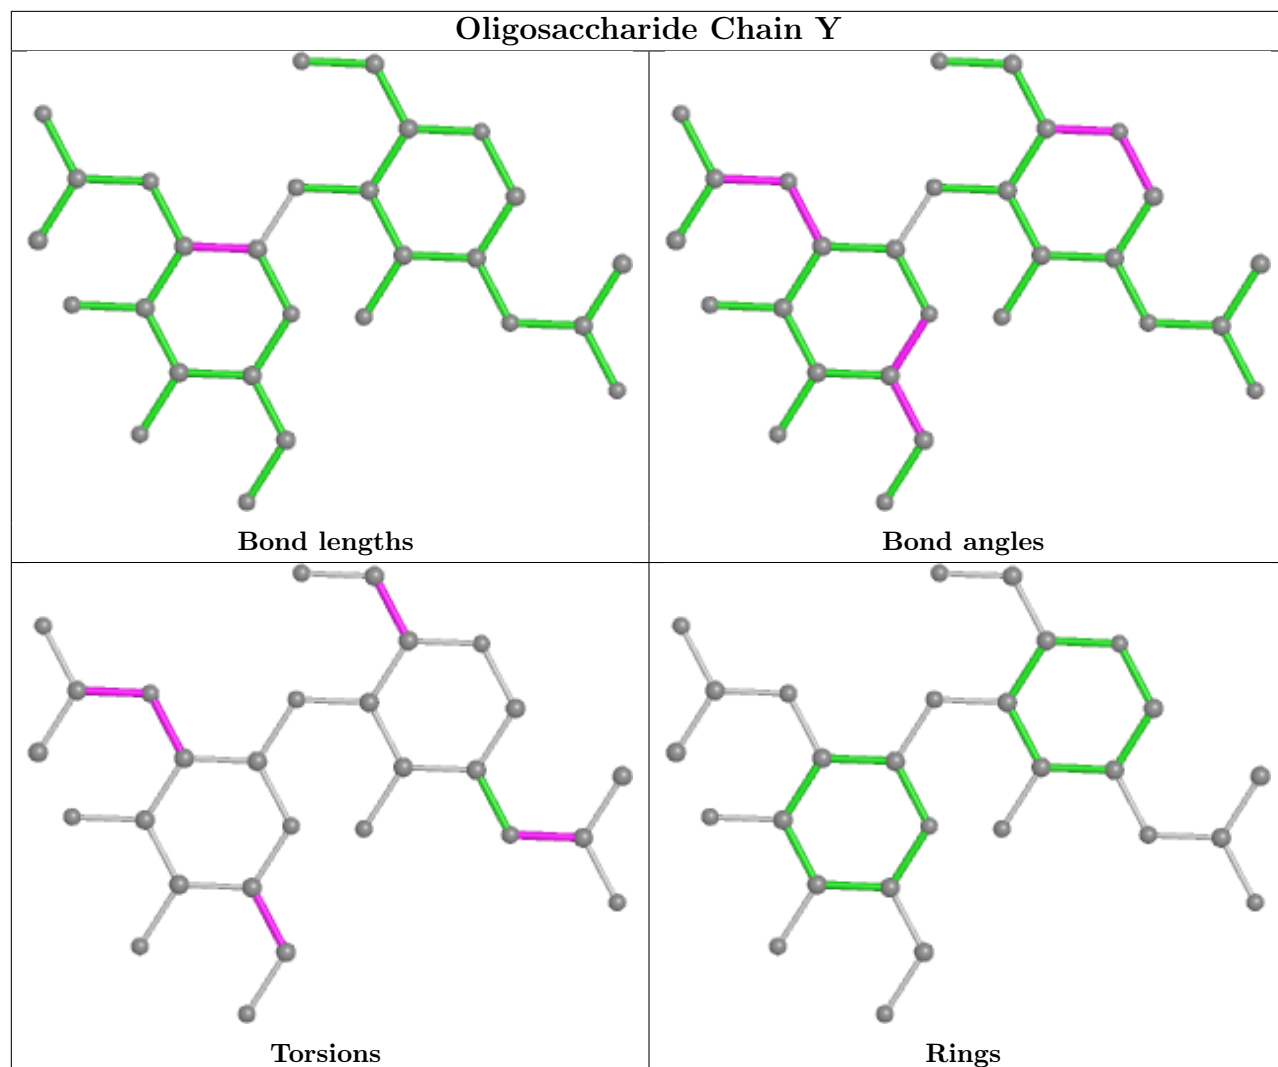 Oligosaccharide Chain Y
Bond lengths
Bond angles
Torsions
Rings